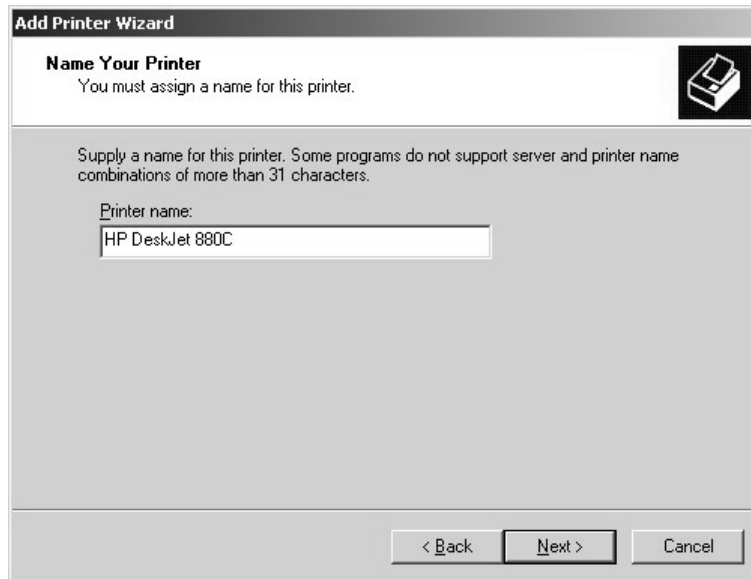 Add Printer Wizard
Name Your Printer
You must assign a name for this printer.
Supply a name for this printer. Some programs do not support server and printer name
combinations of more than 31 characters.
Printer name:
HP DeskJet 880C
< Back
Next >
Cancel